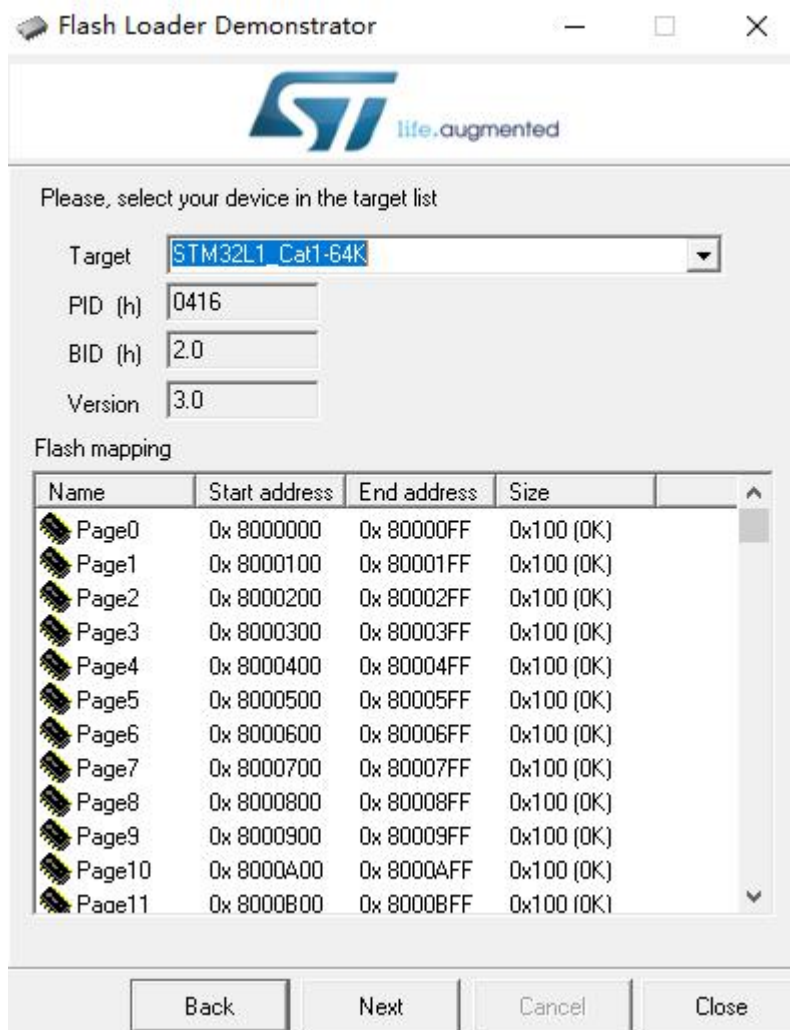 Flash Loader Demonstrator
ST life.augmented
Please, select your device in the target list
Target STM32L1_Cat1-64K
PID (h) 0416
BID (h) 2.0
Version 3.0
Flash mapping
Name Start address End address Size
Page0 0x 8000000 0x 80000FF 0x100 (0K)
Page1 0x 8000100 0x 80001FF 0x100 (0K)
Page2 0x 8000200 0x 80002FF 0x100 (0K)
Page3 0x 8000300 0x 80003FF 0x100 (0K)
Page4 0x 8000400 0x 80004FF 0x100 (0K)
Page5 0x 8000500 0x 80005FF 0x100 (0K)
Page6 0x 8000600 0x 80006FF 0x100 (0K)
Page7 0x 8000700 0x 80007FF 0x100 (0K)
Page8 0x 8000800 0x 80008FF 0x100 (0K)
Page9 0x 8000900 0x 80009FF 0x100 (0K)
Page10 0x 8000A00 0x 8000AFF 0x100 (0K)
Page11 0x 8000B00 0x 8000BFF 0x100 (0K)
Back Next Cancel Close